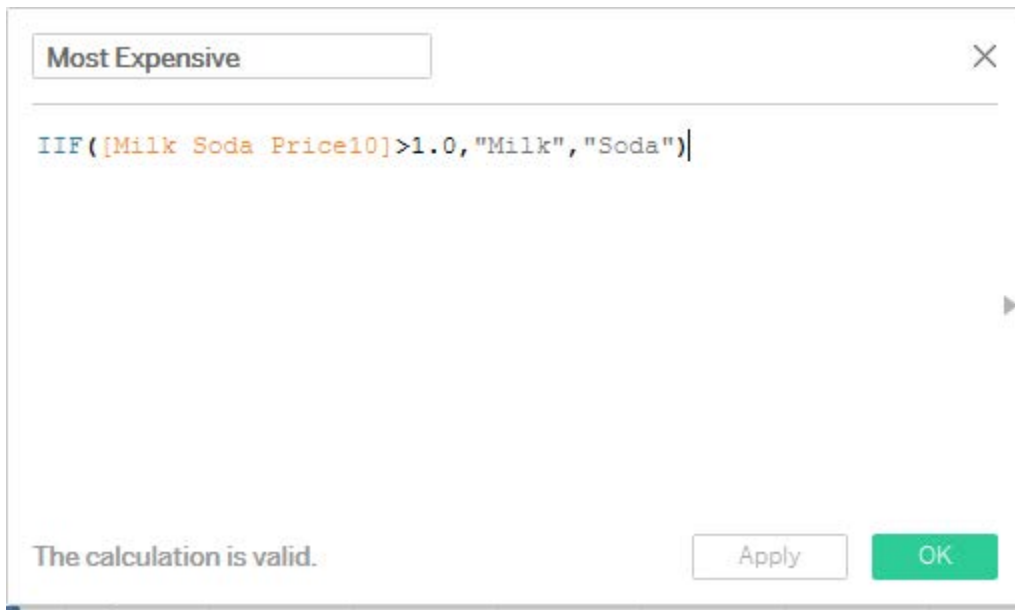 Most Expensive
IIF([Milk Soda Price10]>1.0,"Milk","Soda")
The calculation is valid.
Apply
OK